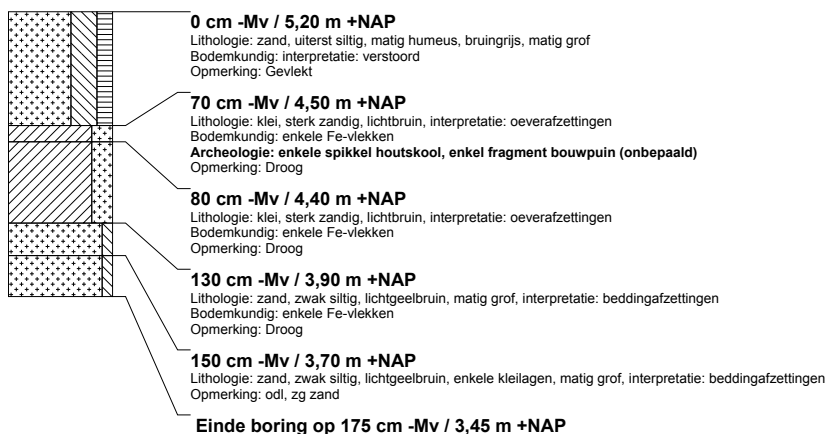 0 cm -Mv / 5,20 m +NAP
Lithologie: zand, uiterst siltig, matig humeus, bruingrijs, matig grof
Bodemkundig: interpretatie: verstoord
Opmerking: Gevlekt
70 cm -Mv / 4,50 m +NAP
Lithologie: klei, sterk zandig, lichtbruin, interpretatie: oeverafzettingen
Bodemkundig: enkele Fe-vlekken
Archeologie: enkele spikkel houtskool, enkel fragment bouwpuin (onbepaald)
Opmerking: Droog
80 cm -Mv / 4,40 m +NAP
Lithologie: klei, sterk zandig, lichtbruin, interpretatie: oeverafzettingen
Bodemkundig: enkele Fe-vlekken
Opmerking: Droog
130 cm -Mv / 3,90 m +NAP
Lithologie: zand, zwak siltig, lichtgeelbruin, matig grof, interpretatie: beddingafzettingen
Bodemkundig: enkele Fe-vlekken
Opmerking: Droog
150 cm -Mv / 3,70 m +NAP
Lithologie: zand, zwak siltig, lichtgeelbruin, enkele kleilagen, matig grof, interpretatie: beddingafzettingen
Opmerking: odl, zg zand
Einde boring op 175 cm -Mv / 3,45 m +NAP